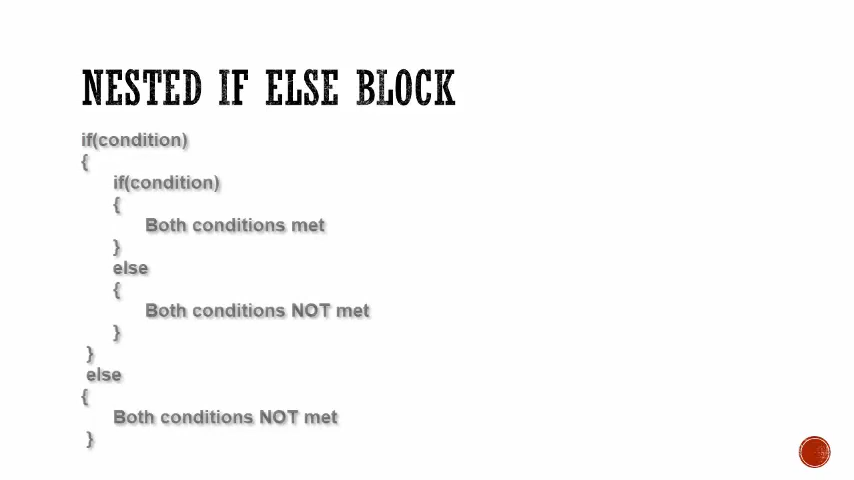 NESTED IF ELSE BLOCK
if(condition)
{
if(condition)
{
Both conditions met
}
else
{
Both conditions NOT met
}
}
else
{
Both conditions NOT met
}